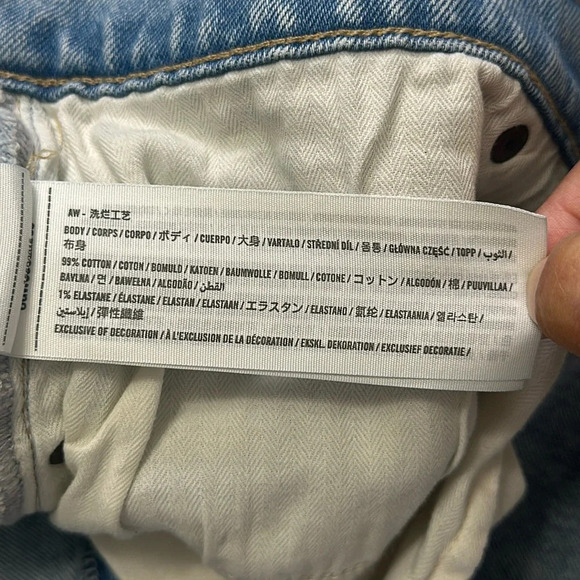 AW - 洗烂工艺
BODY / CORPS / CORPO / ボディ / CUERPO / 大身 / VARTALO / STŘEDNÍ DÍL / 몸통 / GŁÓWNA CZĘŚĆ / TOPP / الثوب /
布身
99% COTTON / COTON / BOMULD / KATOEN / BAUMWOLLE / BOMULL / COTONE / コットン / ALGODÓN / 棉 / PUUVILLAA /
BAVLNA / 면 / BAWEŁNA / ALGODÃO / القطن /
1% ELASTANE / ÉLASTANE / ELASTAN / ELASTAAN / エラスタン / ELASTANO / 氨纶 / ELASTAANIA / 엘라스탄 /
إيلاستين / 彈性纖維
EXCLUSIVE OF DECORATION / À L'EXCLUSION DE LA DÉCORATION / EKSKL. DEKORATION / EXCLUSIEF DECORATIE /